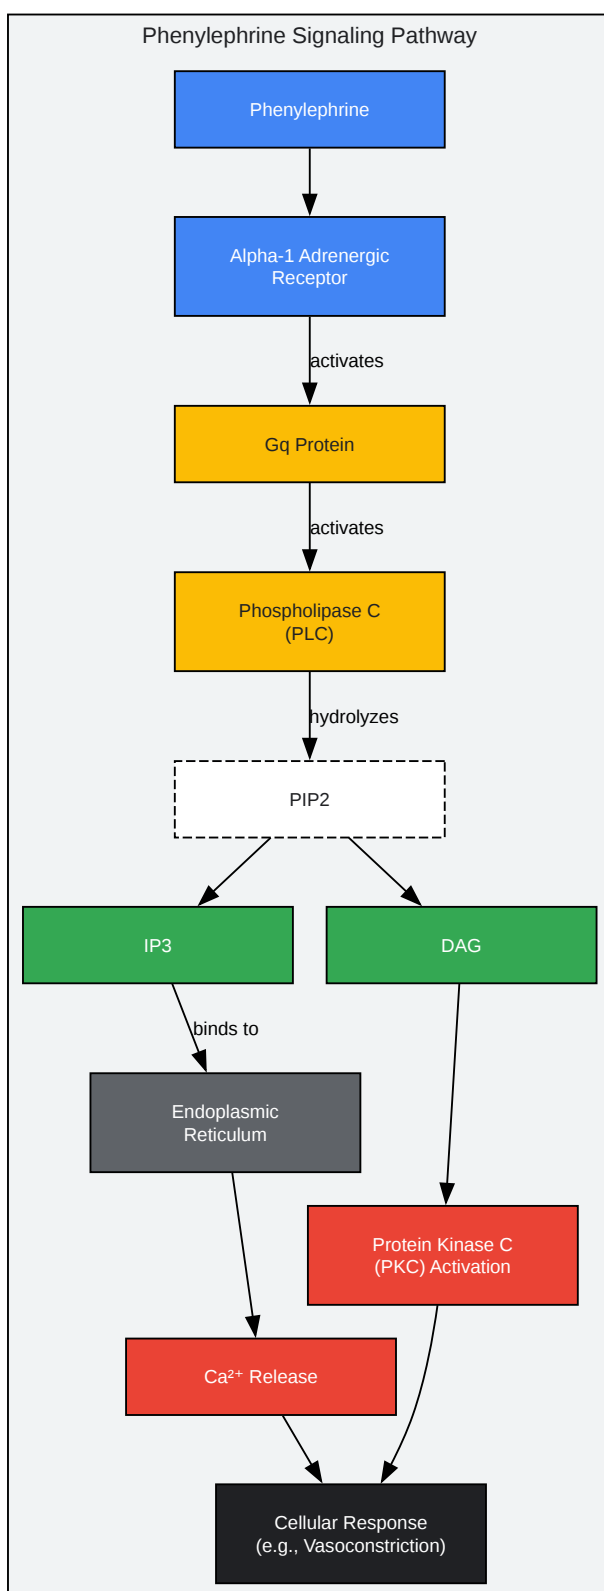 Phenylephrine Signaling Pathway
Phenylephrine
Alpha-1 Adrenergic
Receptor
activates
Gq Protein
activates
Phospholipase C
(PLC)
hydrolyzes
PIP2
IP3
DAG
binds to
Endoplasmic
Reticulum
Protein Kinase C
(PKC) Activation
Ca²⁺ Release
Cellular Response
(e.g., Vasoconstriction)